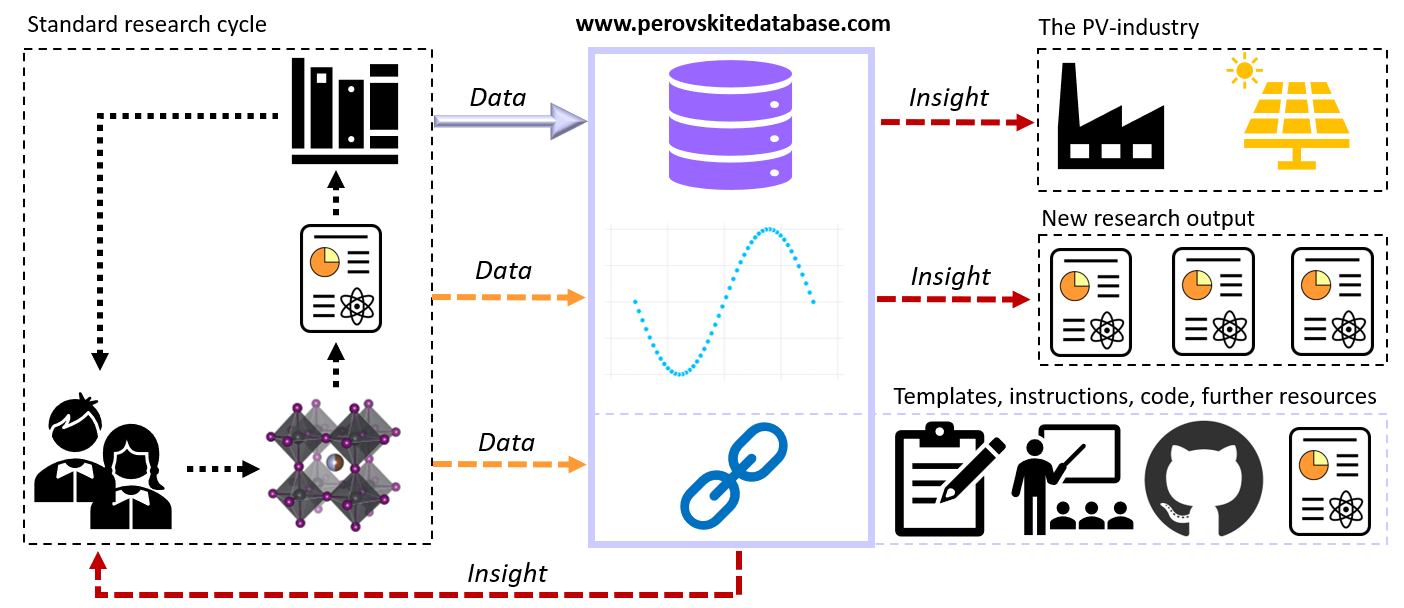 Standard research cycle
www.perovskitedatabase.com
The PV-industry
Data
Insight
New research output
Data
Insight
Templates, instructions, code, further resources
Data
Insight